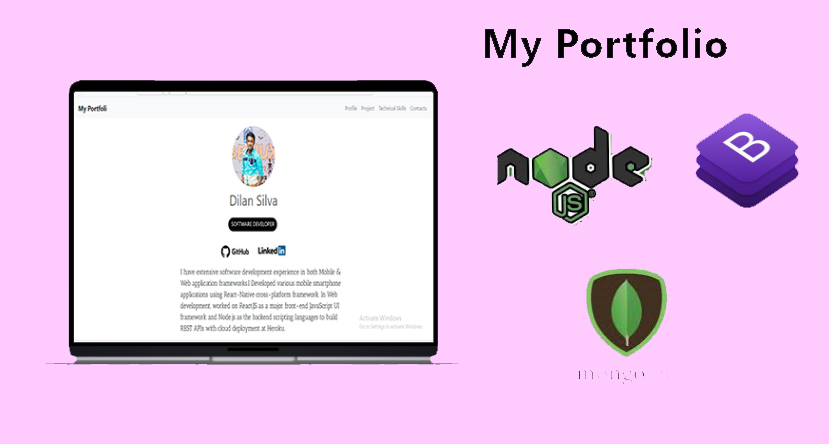 My Portfolio
My Portfoli
Profile Project Technical Skills Contacts
Dilan Silva
SOFTWARE DEVELOPER
GitHub LinkedIn
I have extensive software development experience in both Mobile &
Web application frameworks.I Developed various mobile smartphone
applications using React-Native cross-platform framework. In Web
development, worked on ReactJS as a major front-end JavaScript UI
framework and Node.js as the backend scripting languages to build
REST APIs with cloud deployment at Heroku.
Activate Windows
Go to Settings to activate Windows.
node
JS
B